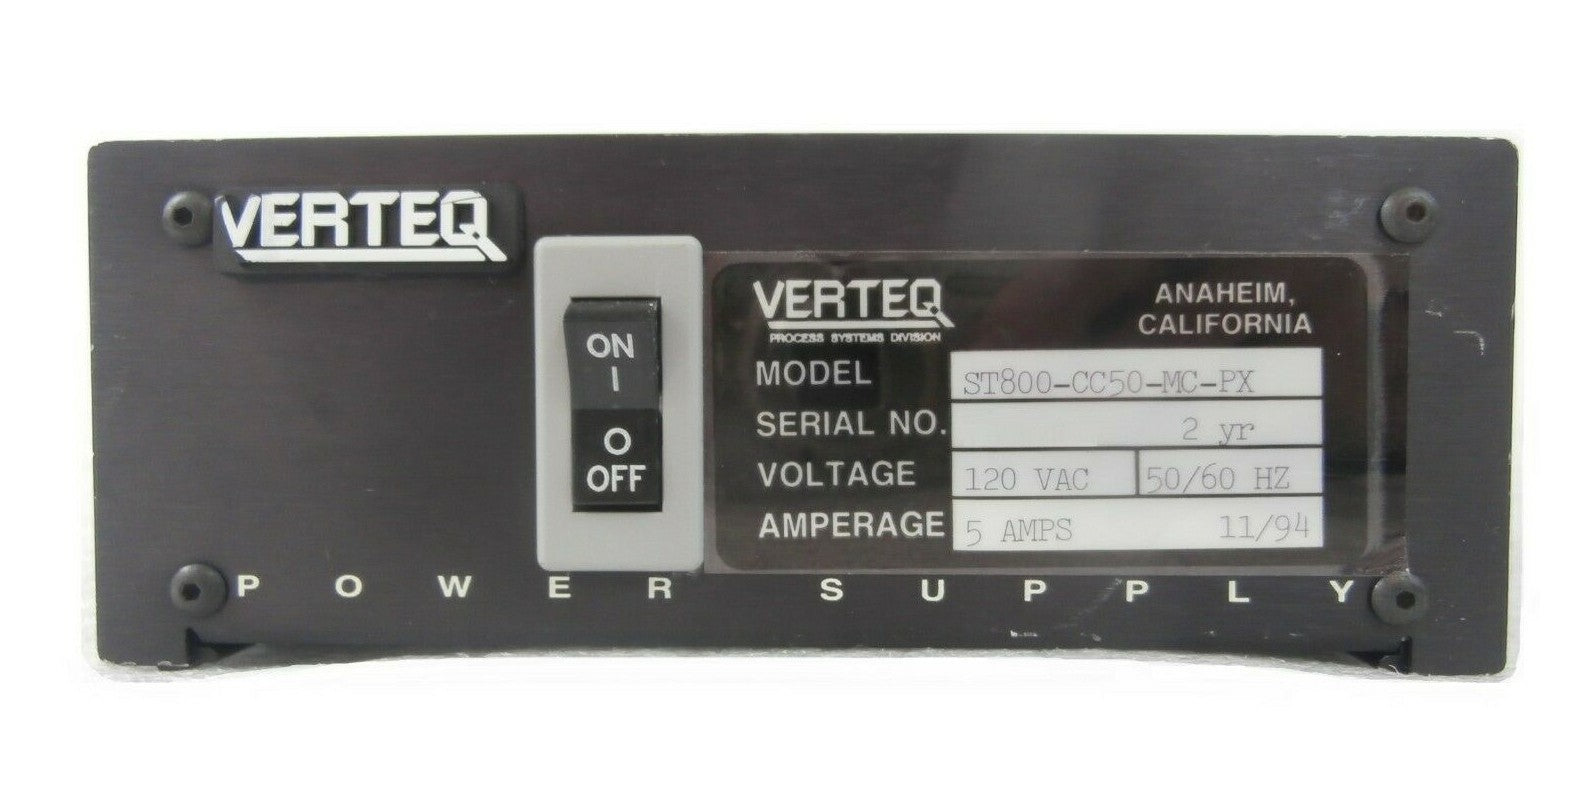 VERTEQ
ON
I
O
OFF
VERTEQ
PROCESS SYSTEMS DIVISION
ANAHEIM,
CALIFORNIA
MODEL ST800-CC50-MC-PX
SERIAL NO. 2 yr
VOLTAGE 120 VAC 50/60 HZ
AMPERAGE 5 AMPS 11/94
POWER SUPPLY